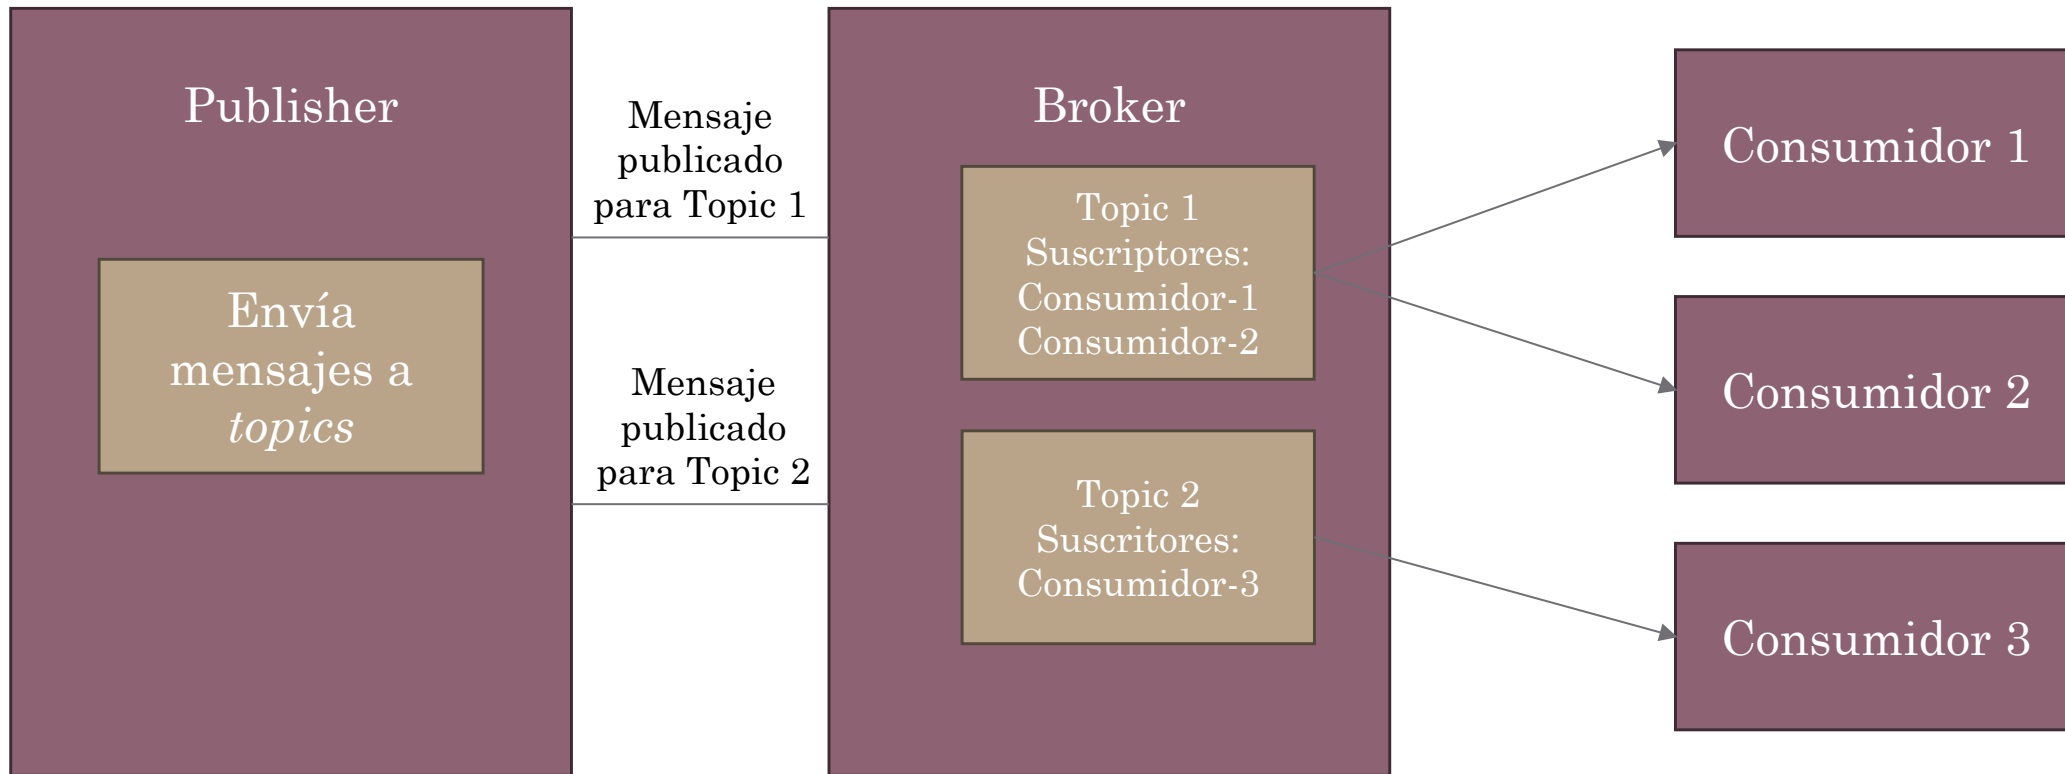 Publisher
Envía
mensajes a
topics
Mensaje
publicado
para Topic 1
Mensaje
publicado
para Topic 2
Broker
Topic 1
Suscriptores:
Consumidor-1
Consumidor-2
Topic 2
Suscritores:
Consumidor-3
Consumidor 1
Consumidor 2
Consumidor 3